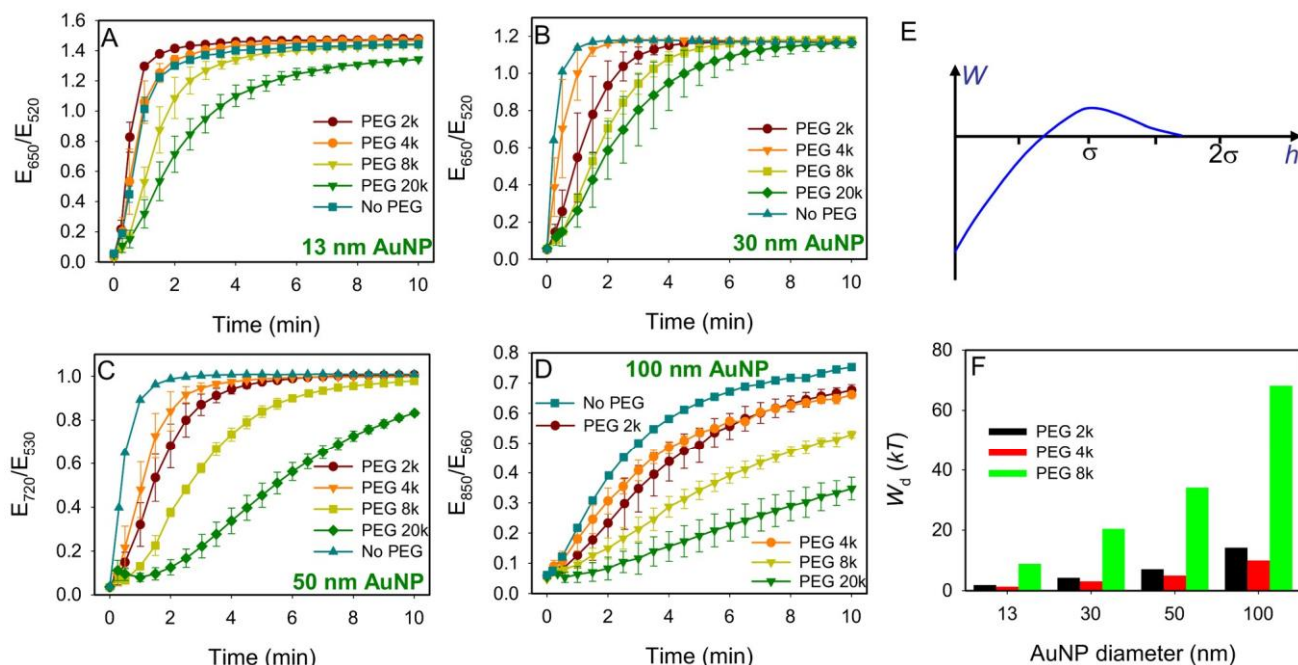 A
E650/E520
1.6
1.4
1.2
1.0
0.8
0.6
0.4
0.2
0.0
PEG 2k
PEG 4k
PEG 8k
PEG 20k
No PEG
13 nm AuNP
0 2 4 6 8 10
Time (min)
B
E650/E520
1.2
1.0
0.8
0.6
0.4
0.2
0.0
PEG 2k
PEG 4k
PEG 8k
PEG 20k
No PEG
30 nm AuNP
0 2 4 6 8 10
Time (min)
E
W
σ 2σ h
C
E720/E530
1.0
0.8
0.6
0.4
0.2
0.0
PEG 2k
PEG 4k
PEG 8k
PEG 20k
No PEG
50 nm AuNP
0 2 4 6 8 10
Time (min)
D
100 nm AuNP
E850/E560
0.8
0.7
0.6
0.5
0.4
0.3
0.2
0.1
0.0
No PEG
PEG 2k
PEG 4k
PEG 8k
PEG 20k
0 2 4 6 8 10
Time (min)
F
Wd (kT)
80
60
40
20
0
PEG 2k
PEG 4k
PEG 8k
13 30 50 100
AuNP diameter (nm)